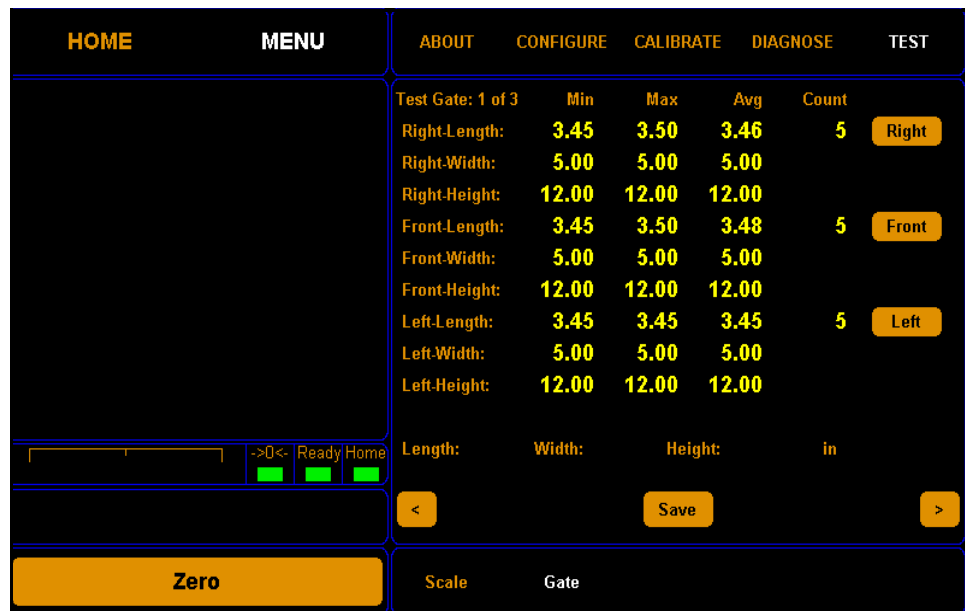 HOME MENU ABOUT CONFIGURE CALIBRATE DIAGNOSE TEST
Test Gate: 1 of 3 Min Max Avg Count
Right-Length: 3.45 3.50 3.46 5 Right
Right-Width: 5.00 5.00 5.00
Right-Height: 12.00 12.00 12.00
Front-Length: 3.45 3.50 3.48 5 Front
Front-Width: 5.00 5.00 5.00
Front-Height: 12.00 12.00 12.00
Left-Length: 3.45 3.45 3.45 5 Left
Left-Width: 5.00 5.00 5.00
Left-Height: 12.00 12.00 12.00
->0<- Ready Home
Length: Width: Height: in
< Save >
Zero
Scale Gate